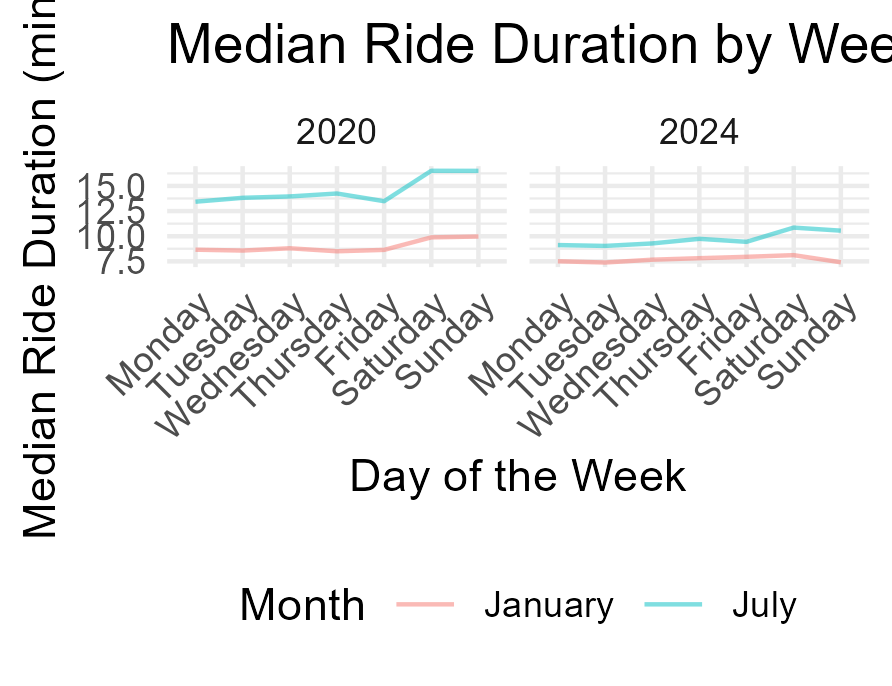 Median Ride Duration by Wee
2020 2024
Median Ride Duration (min
15.0
12.5
10.0
7.5
Monday Tuesday Wednesday Thursday Friday Saturday Sunday
Monday Tuesday Wednesday Thursday Friday Saturday Sunday
Day of the Week
Month January July